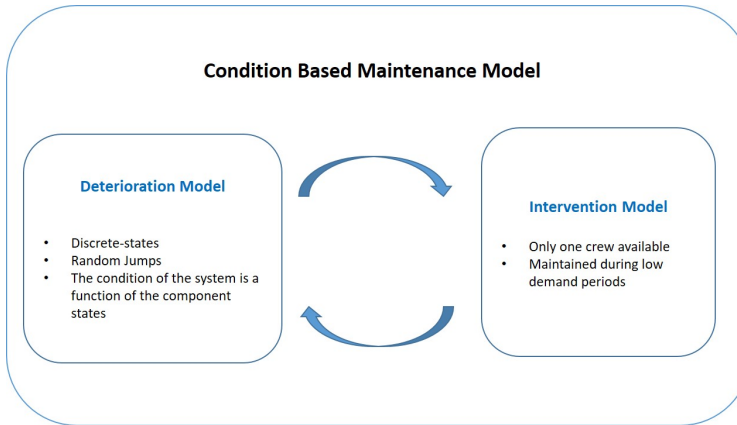 Condition Based Maintenance Model
Deterioration Model
• Discrete-states
• Random Jumps
• The condition of the system is a
function of the component
states
Intervention Model
• Only one crew available
• Maintained during low
demand periods